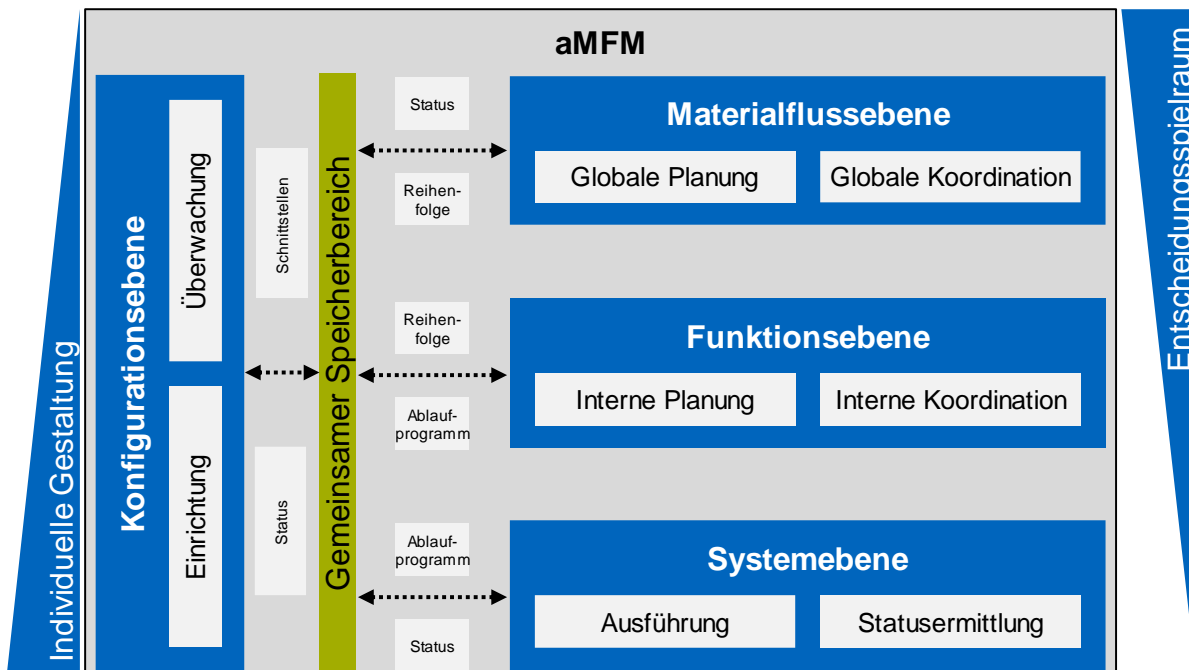 aMFM
Individuelle Gestaltung
Konfigurationsebene
Überwachung
Einrichtung
Schnittstellen
Status
Gemeinsamer Speicherbereich
Status
Reihen-
folge
Materialflussebene
Globale Planung
Globale Koordination
Reihen-
folge
Ablauf-
programm
Funktionsebene
Interne Planung
Interne Koordination
Ablauf-
programm
Status
Systemebene
Ausführung
Statusermittlung
Entscheidungsspielraum